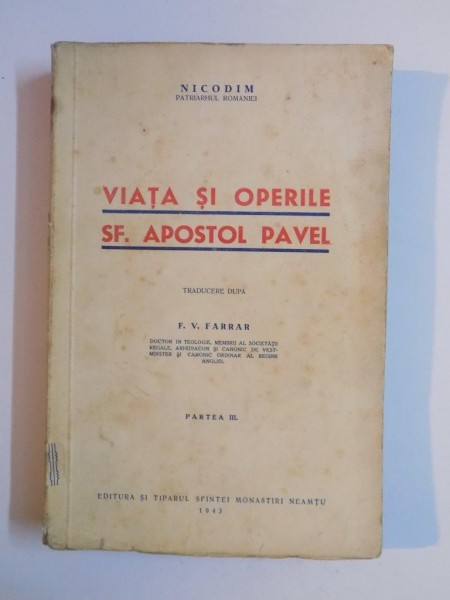 NICODIM
PATRIARHUL ROMÂNIEI
VIAȚA ȘI OPERILE
SF. APOSTOL PAVEL
TRADUCERE DUPĂ
F. V. FARRAR
DOCTOR IN TEOLOGIE, MEMBRU AL SOCIETĂȚII
REGALE, ARHIDIACON ȘI CANONIC DE VEST-
MINSTER ȘI CANONIC ORDINAR AL REGINEI
ANGLIEI.
PARTEA III.
EDITURA ȘI TIPARUL SFINTEI MONASTIRI NEAMȚU
1943